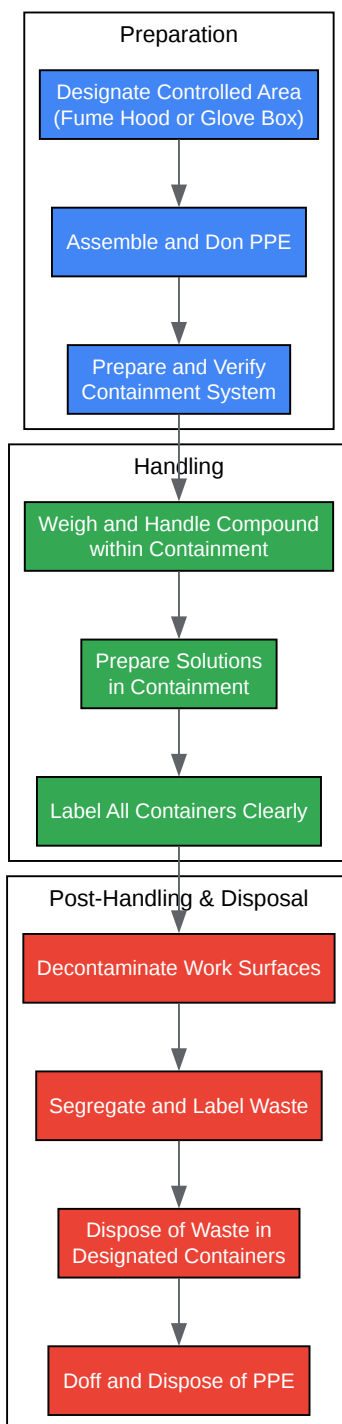 Preparation
Designate Controlled Area
(Fume Hood or Glove Box)
Assemble and Don PPE
Prepare and Verify
Containment System
Handling
Weigh and Handle Compound
within Containment
Prepare Solutions
in Containment
Label All Containers Clearly
Post-Handling & Disposal
Decontaminate Work Surfaces
Segregate and Label Waste
Dispose of Waste in
Designated Containers
Doff and Dispose of PPE